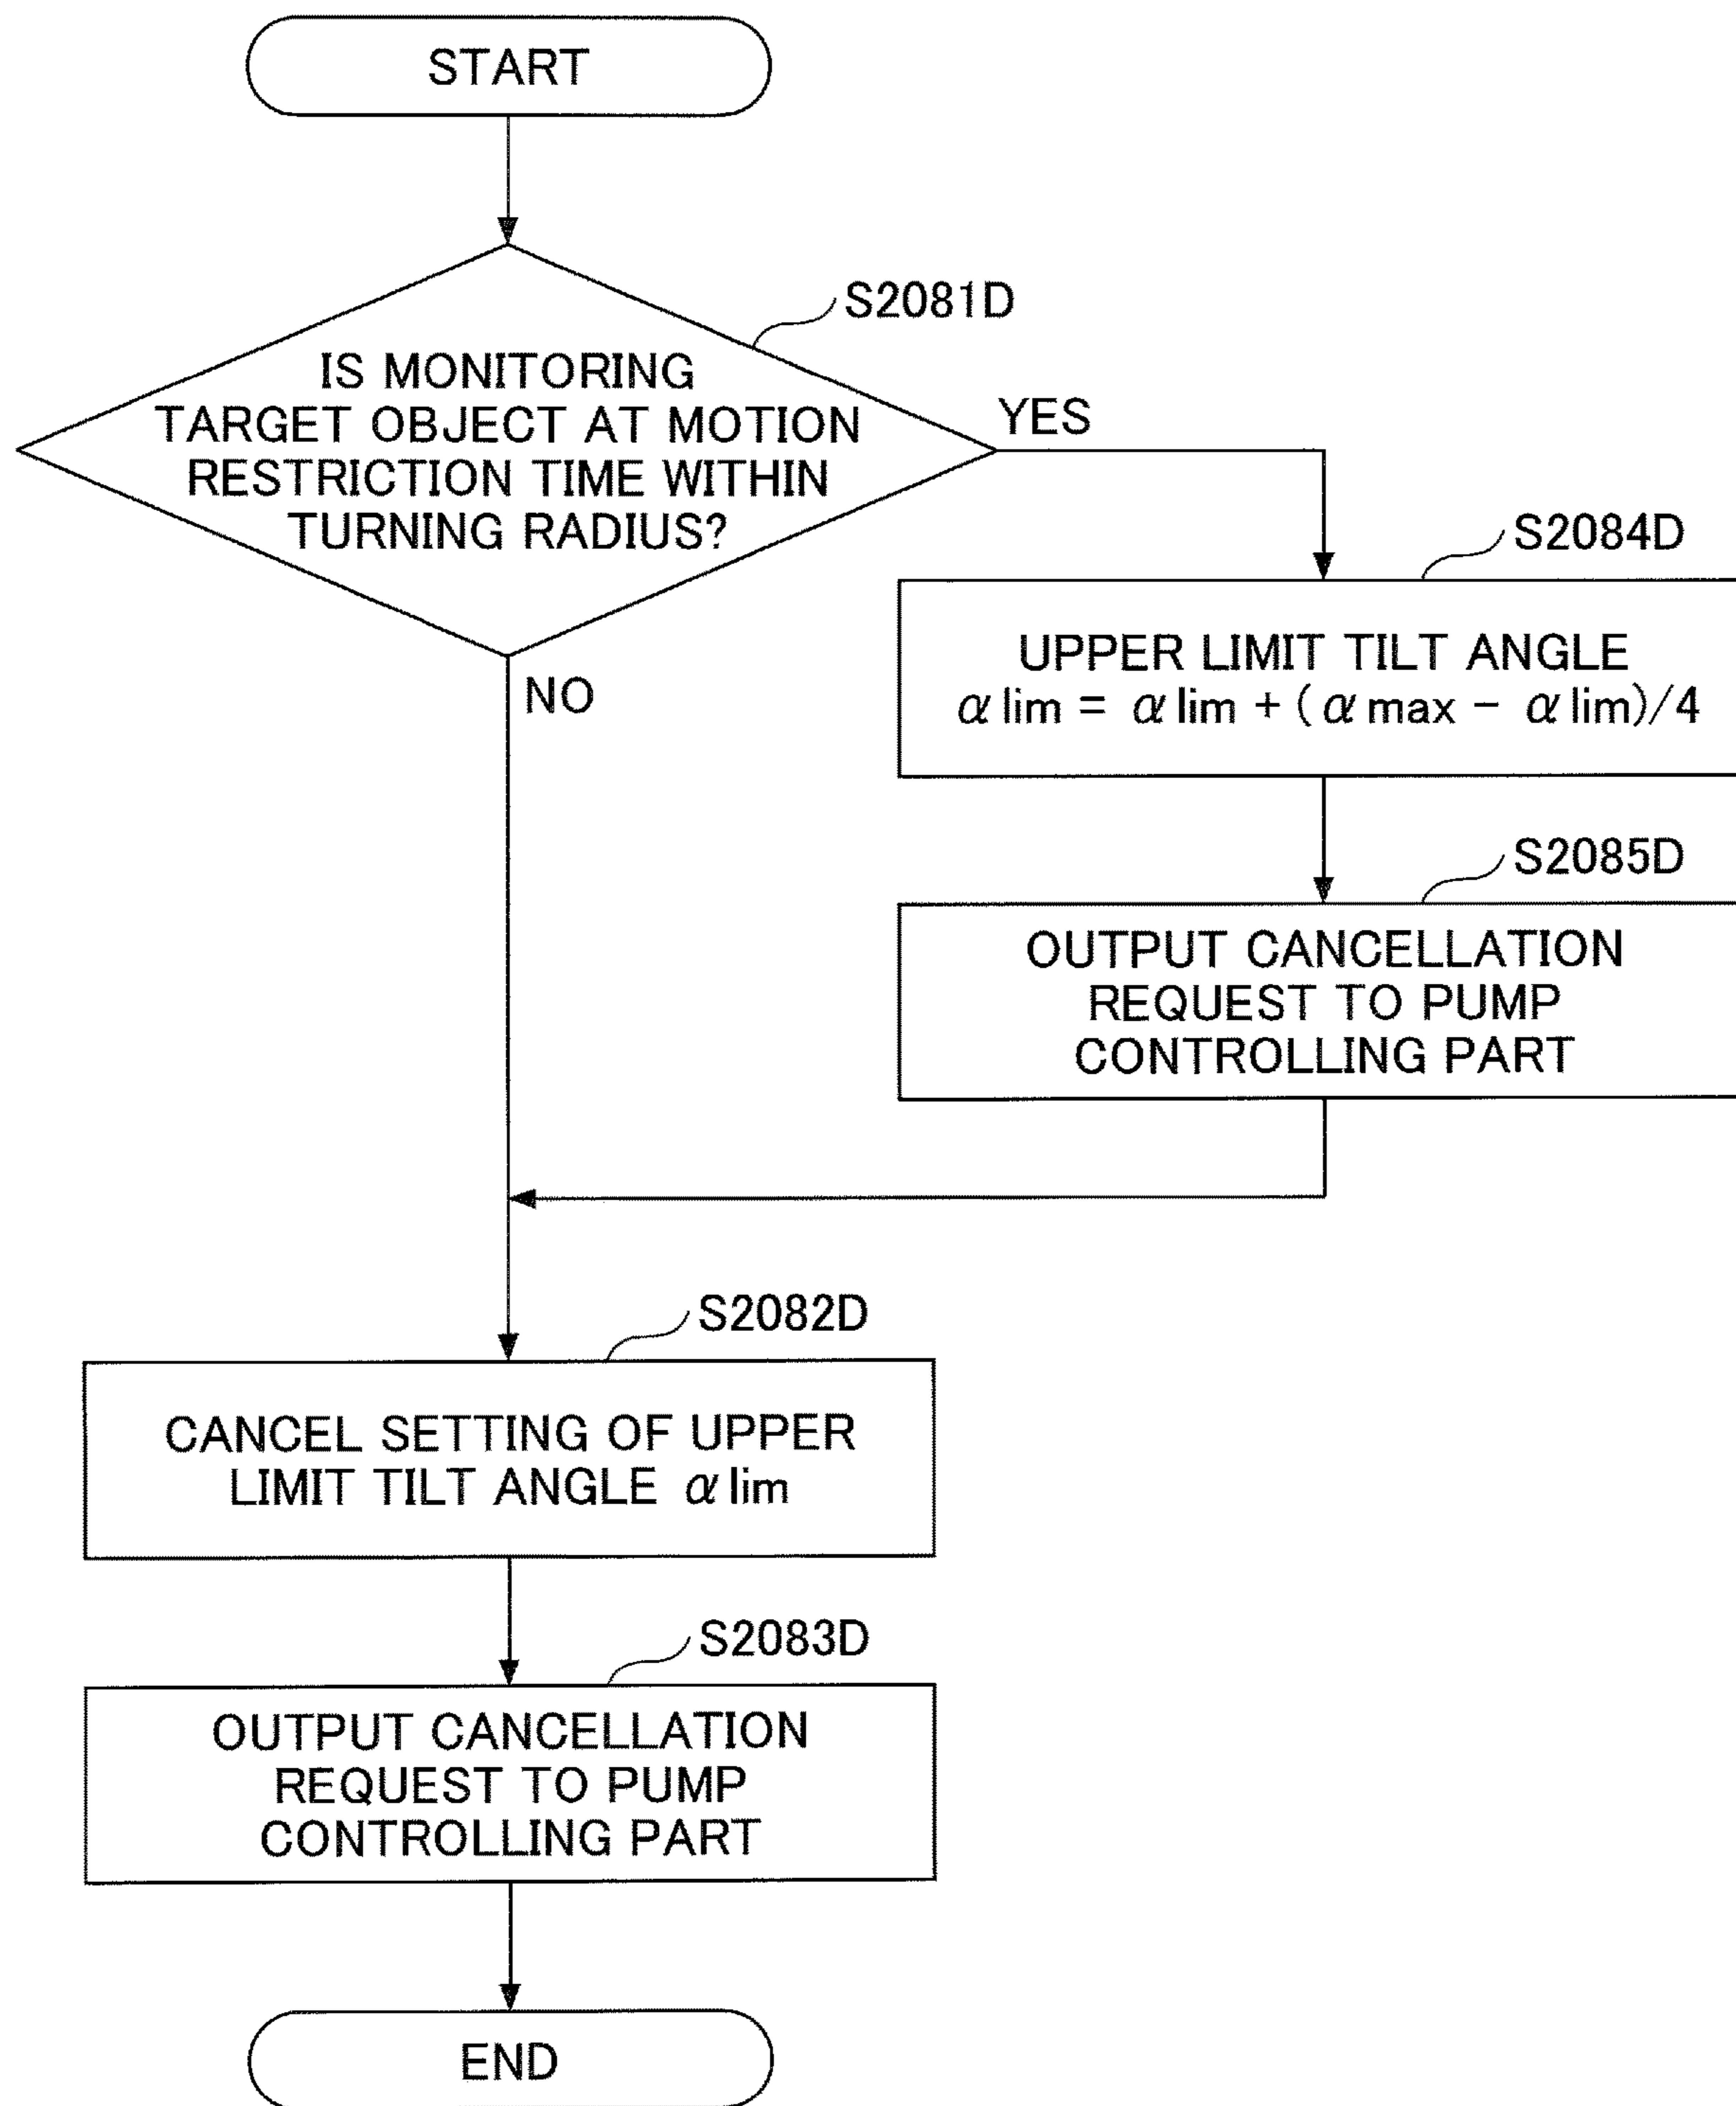 START
S2081D
IS MONITORING
TARGET OBJECT AT MOTION
RESTRICTION TIME WITHIN
TURNING RADIUS?
YES
NO
S2084D
UPPER LIMIT TILT ANGLE
α lim = α lim + (α max − α lim)/4
S2085D
OUTPUT CANCELLATION
REQUEST TO PUMP
CONTROLLING PART
S2082D
CANCEL SETTING OF UPPER
LIMIT TILT ANGLE α lim
S2083D
OUTPUT CANCELLATION
REQUEST TO PUMP
CONTROLLING PART
END